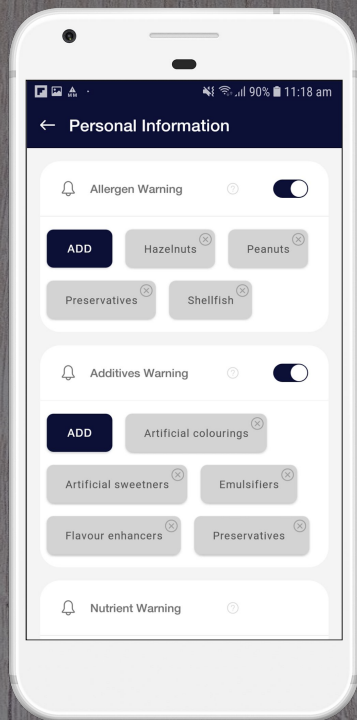 90% 11:18 am
← Personal Information
Allergen Warning ?
ADD Hazelnuts Peanuts
Preservatives Shellfish
Additives Warning ?
ADD Artificial colourings
Artificial sweetners Emulsifiers
Flavour enhancers Preservatives
Nutrient Warning ?